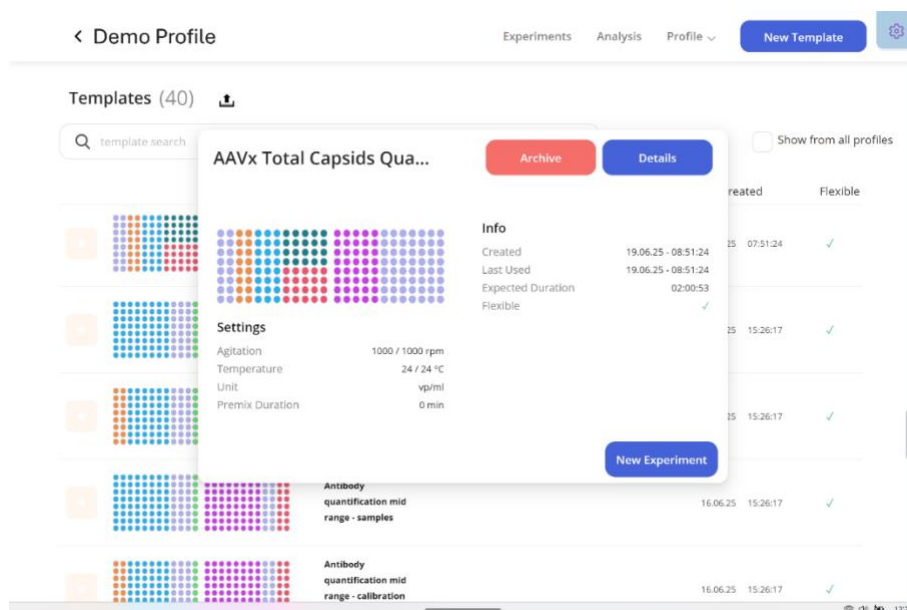 Demo Profile
Experiments
Analysis
Profile
New Template
Templates (40)
template search
Show from all profiles
AAVx Total Capsids Qua...
Archive
Details
reated
Flexible
Info
Created 19.06.25 - 08:51:24
Last Used 19.06.25 - 08:51:24
Expected Duration 02:00:53
Flexible
25 07:51:24
Settings
Agitation 1000 / 1000 rpm
Temperature 24 / 24 °C
Unit vp/ml
Premix Duration 0 min
25 15:26:17
25 15:26:17
New Experiment
Antibody
quantification mid
range - samples
16.06.25 15:26:17
Antibody
quantification mid
range - calibration
16.06.25 15:26:17